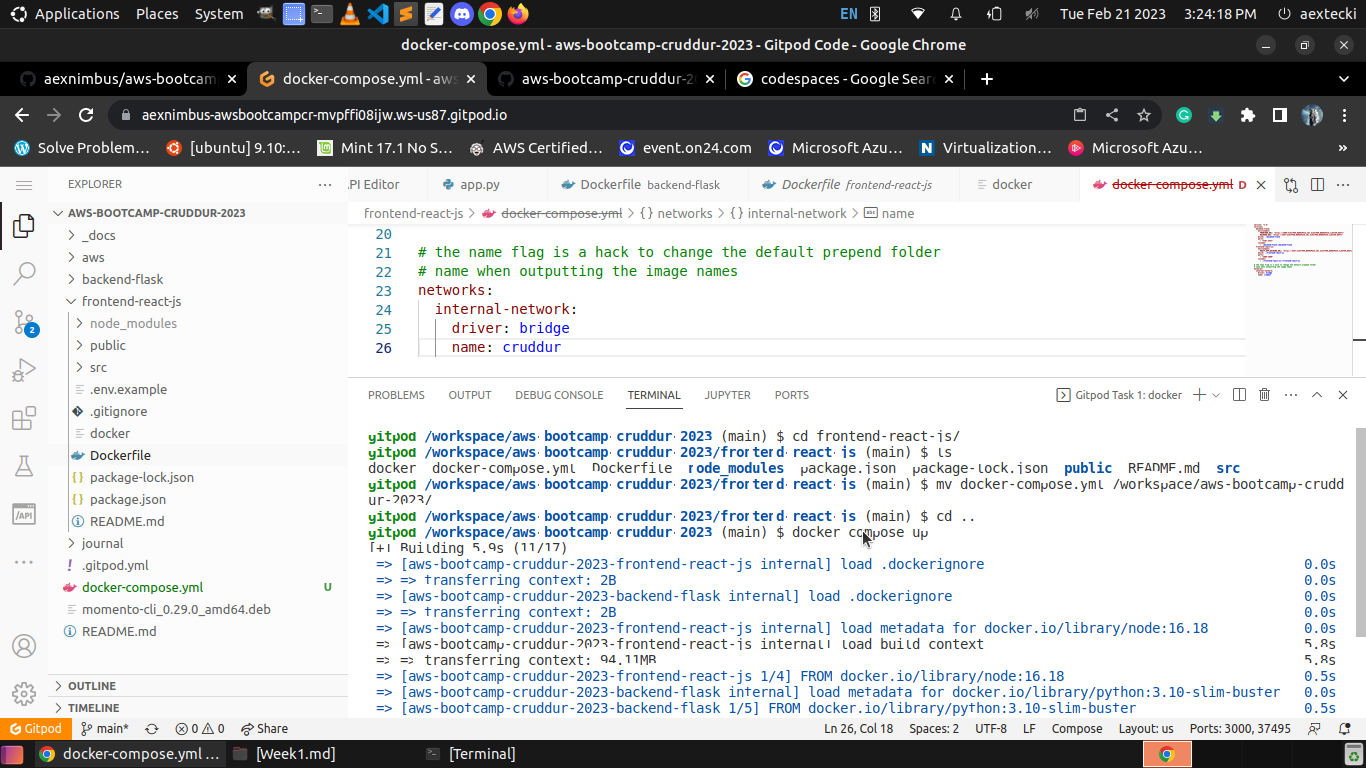 Applications Places System EN Tue Feb 21 2023 3:24:18 PM aextecki
docker-compose.yml - aws-bootcamp-cruddur-2023 - Gitpod Code - Google Chrome
aexnimbus/aws-bootcam docker-compose.yml - aws aws-bootcamp-cruddur-2 codespaces - Google Sear
aexnimbus-awsbootcampcr-mvpffi08ijw.ws-us87.gitpod.io
Solve Problem… [ubuntu] 9.10:… Mint 17.1 No S… AWS Certified… event.on24.com Microsoft Azu… Virtualization… Microsoft Azu… »
EXPLORER
API Editor app.py Dockerfile backend-flask Dockerfile frontend-react-js docker docker-compose.yml D
AWS-BOOTCAMP-CRUDDUR-2023
_docs
aws
backend-flask
frontend-react-js
node_modules
public
src
.env.example
.gitignore
docker
Dockerfile
package-lock.json
package.json
README.md
journal
.gitpod.yml
docker-compose.yml U
momento-cli_0.29.0_amd64.deb
README.md
OUTLINE
TIMELINE
2
frontend-react-js > docker-compose.yml > {} networks > {} internal-network > name
20
21 # the name flag is a hack to change the default prepend folder
22 # name when outputting the image names
23 networks:
24 internal-network:
25 driver: bridge
26 name: cruddur
PROBLEMS OUTPUT DEBUG CONSOLE TERMINAL JUPYTER PORTS Gitpod Task 1: docker
gitpod /workspace/aws-bootcamp-cruddur-2023 (main) $ cd frontend-react-js/
gitpod /workspace/aws-bootcamp-cruddur-2023/frontend-react-js (main) $ ls
docker docker-compose.yml Dockerfile node_modules package.json package-lock.json public README.md src
gitpod /workspace/aws-bootcamp-cruddur-2023/frontend-react-js (main) $ mv docker-compose.yml /workspace/aws-bootcamp-crudd
ur-2023/
gitpod /workspace/aws-bootcamp-cruddur-2023/frontend-react-js (main) $ cd ..
gitpod /workspace/aws-bootcamp-cruddur-2023 (main) $ docker compose up
[+] Building 5.9s (11/17)
=> [aws-bootcamp-cruddur-2023-frontend-react-js internal] load .dockerignore 0.0s
=> => transferring context: 2B 0.0s
=> [aws-bootcamp-cruddur-2023-backend-flask internal] load .dockerignore 0.0s
=> => transferring context: 2B 0.0s
=> [aws-bootcamp-cruddur-2023-frontend-react-js internal] load metadata for docker.io/library/node:16.18 0.0s
=> [aws-bootcamp-cruddur-2023-frontend-react-js internal] load build context 5.8s
=> => transferring context: 94.11MB 5.8s
=> [aws-bootcamp-cruddur-2023-frontend-react-js 1/4] FROM docker.io/library/node:16.18 0.5s
=> [aws-bootcamp-cruddur-2023-backend-flask internal] load metadata for docker.io/library/python:3.10-slim-buster 0.0s
=> [aws-bootcamp-cruddur-2023-backend-flask 1/5] FROM docker.io/library/python:3.10-slim-buster 0.5s
Gitpod main* 0 0 Share Ln 26, Col 18 Spaces: 2 UTF-8 LF Compose Layout: us Ports: 3000, 37495
docker-compose.yml … [Week1.md] [Terminal]